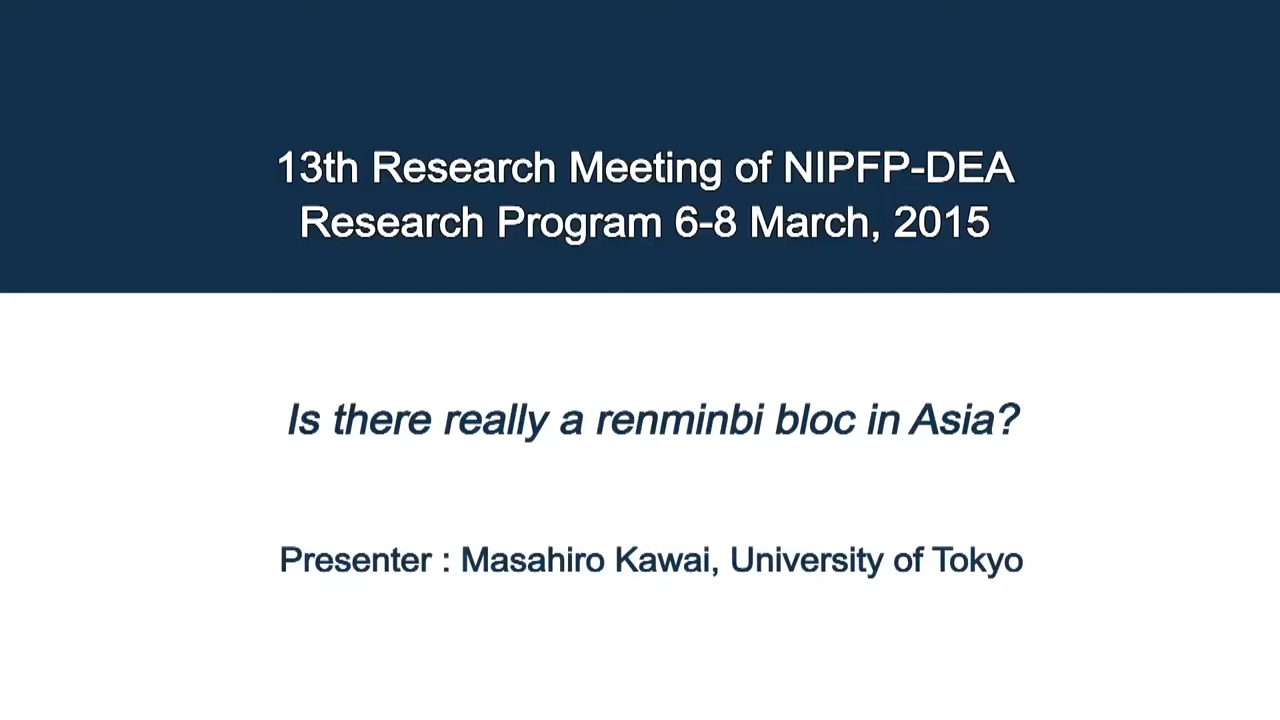 13th Research Meeting of NIPFP-DEA
Research Program 6-8 March, 2015
Is there really a renminbi bloc in Asia?
Presenter : Masahiro Kawai, University of Tokyo